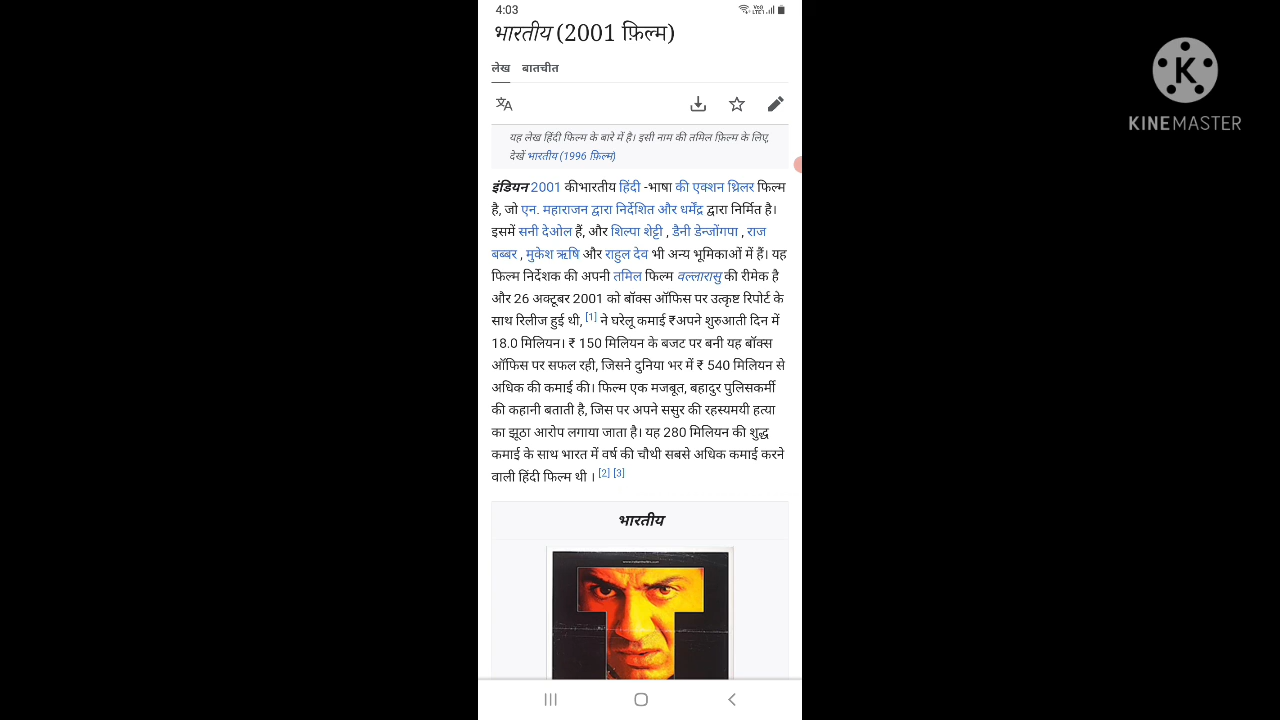 4:03
भारतीय (2001 फ़िल्म)
लेख बातचीत
यह लेख हिंदी फिल्म के बारे में है। इसी नाम की तमिल फ़िल्म के लिए,
देखें भारतीय (1996 फ़िल्म)
इंडियन 2001 कीभारतीय हिंदी -भाषा की एक्शन थ्रिलर फिल्म
है, जो एन. महाराजन द्वारा निर्देशित और धर्मेंद्र द्वारा निर्मित है।
इसमें सनी देओल हैं, और शिल्पा शेट्टी , डैनी डेन्जोंगपा , राज
बब्बर , मुकेश ऋषि और राहुल देव भी अन्य भूमिकाओं में हैं। यह
फिल्म निर्देशक की अपनी तमिल फिल्म वल्लारासु की रीमेक है
और 26 अक्टूबर 2001 को बॉक्स ऑफिस पर उत्कृष्ट रिपोर्ट के
साथ रिलीज हुई थी, [1] ने घरेलू कमाई ₹अपने शुरुआती दिन में
18.0 मिलियन। ₹ 150 मिलियन के बजट पर बनी यह बॉक्स
ऑफिस पर सफल रही, जिसने दुनिया भर में ₹ 540 मिलियन से
अधिक की कमाई की। फिल्म एक मजबूत, बहादुर पुलिसकर्मी
की कहानी बताती है, जिस पर अपने ससुर की रहस्यमयी हत्या
का झूठा आरोप लगाया जाता है। यह 280 मिलियन की शुद्ध
कमाई के साथ भारत में वर्ष की चौथी सबसे अधिक कमाई करने
वाली हिंदी फिल्म थी । [2] [3]
भारतीय
K
KINEMASTER